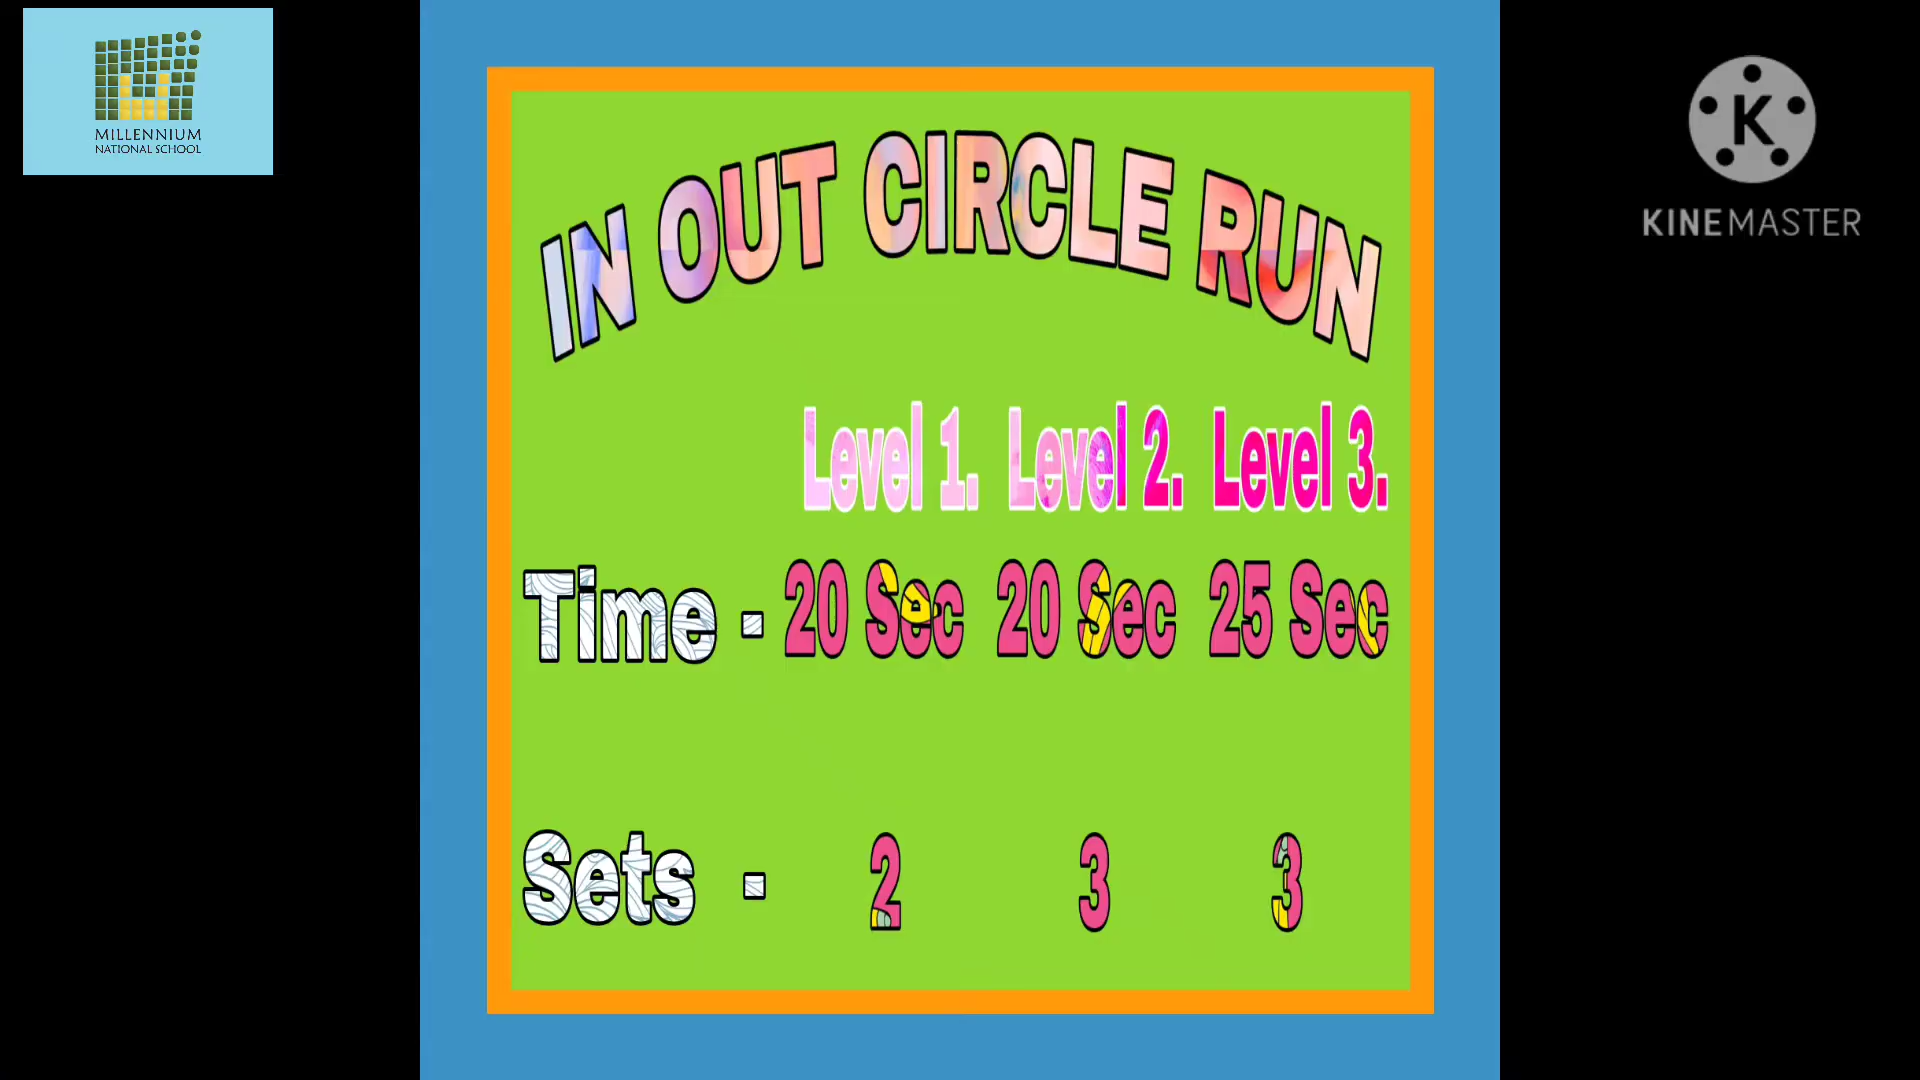 MILLENNIUM
NATIONAL SCHOOL
K
KINEMASTER
IN OUT CIRCLE RUN
Level 1. Level 2. Level 3.
Time - 20 Sec 20 Sec 25 Sec
Sets - 2 3 3